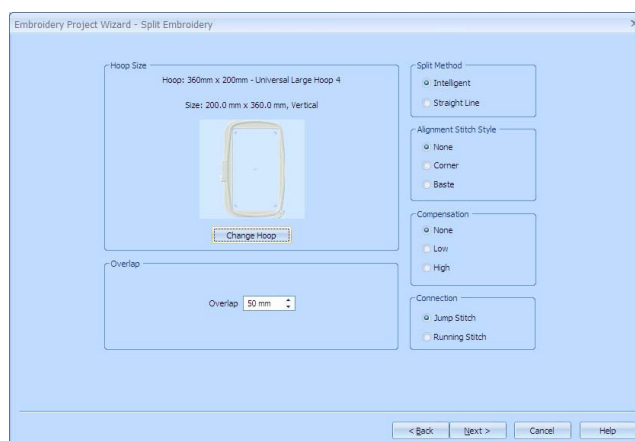 Embroidery Project Wizard - Split Embroidery
Hoop Size
Hoop: 360mm x 200mm - Universal Large Hoop 4
Size: 200.0 mm x 360.0 mm, Vertical
Change Hoop
Overlap
Overlap 50 mm
Split Method
Intelligent
Straight Line
Alignment Stitch Style
None
Corner
Baste
Compensation
None
Low
High
Connection
Jump Stitch
Running Stitch
< Back Next > Cancel Help